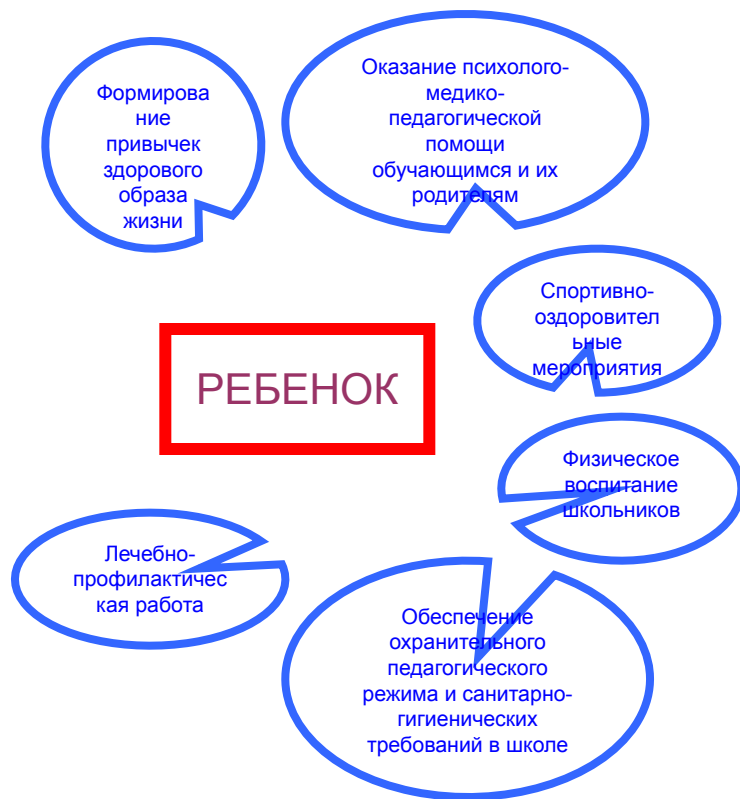 Формирова
ние
привычек
здорового
образа
жизни
Оказание психолого-
медико-
педагогической
помощи
обучающимся и их
родителям
Спортивно-
оздоровител
ьные
мероприятия
РЕБЕНОК
Физическое
воспитание
школьников
Лечебно-
профилактичес
кая работа
Обеспечение
охранительного
педагогического
режима и санитарно-
гигиенических
требований в школе